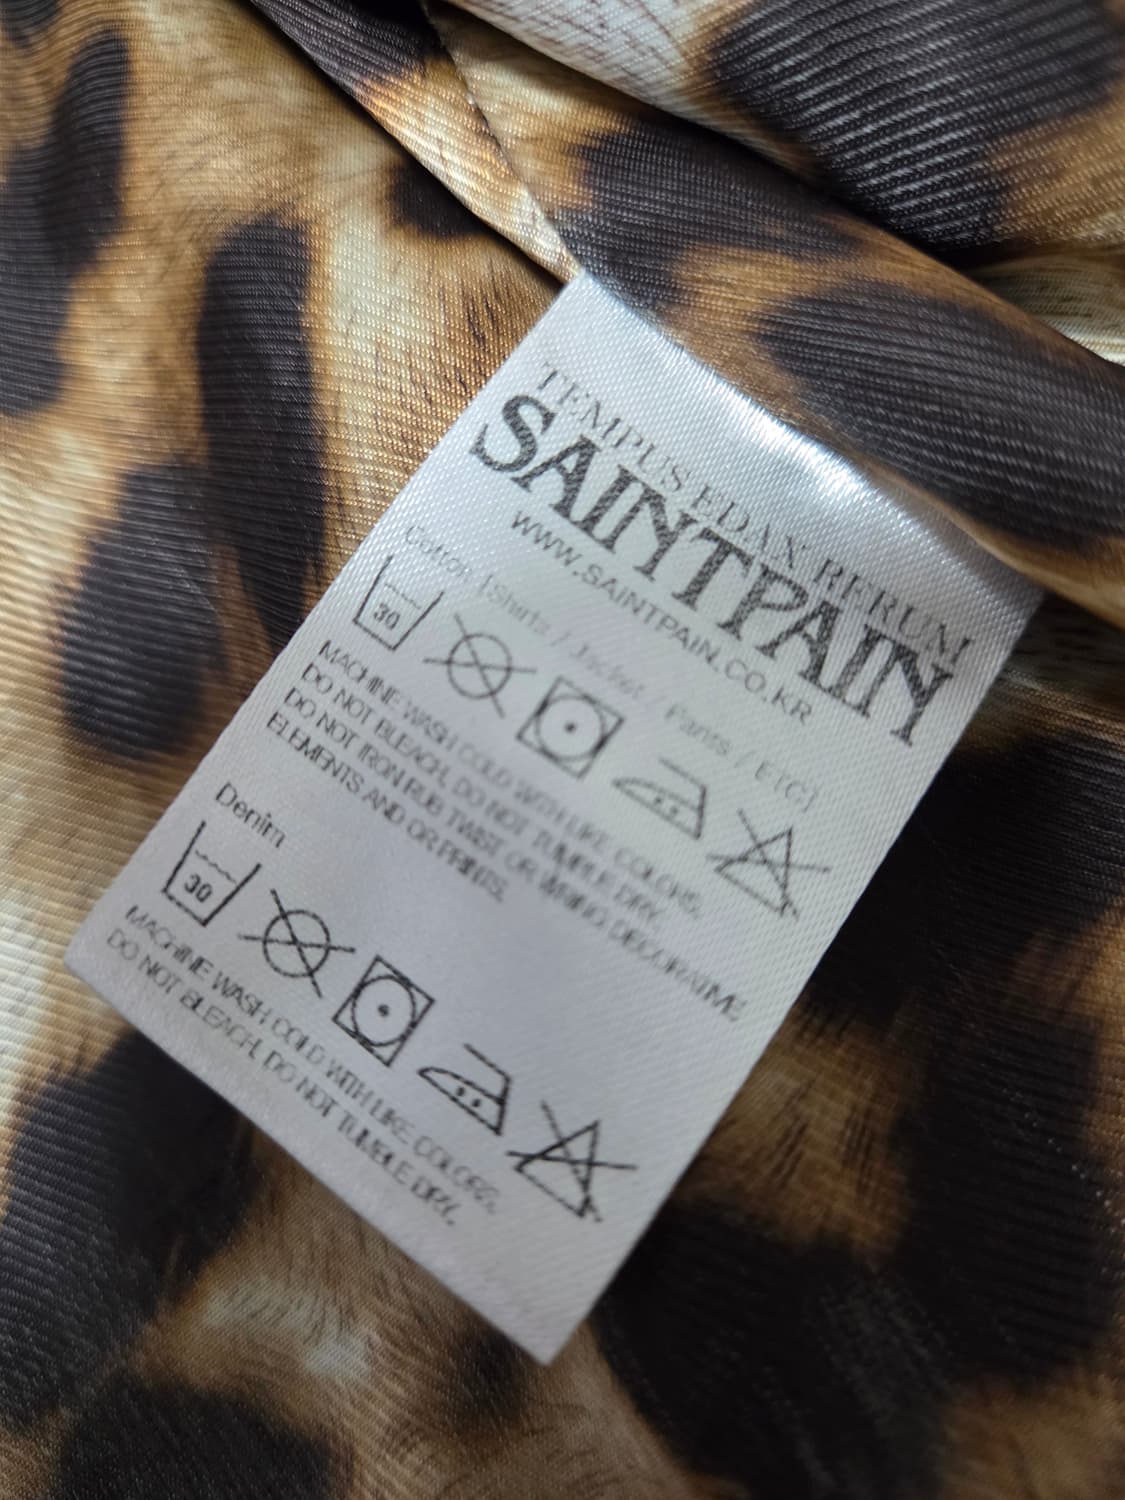 TEMPUS EDAX RERUM
SAINTPAIN
WWW.SAINTPAIN.CO.KR
Cotton [Shirts / Jacket / Pants / ETC]
30
MACHINE WASH COLD WITH LIKE COLORS.
DO NOT BLEACH, DO NOT TUMBLE DRY.
DO NOT IRON RUB TWIST OR WRING DECORATIVE
ELEMENTS AND OR PRINTS.
Denim
30
MACHINE WASH COLD WITH LIKE COLORS.
DO NOT BLEACH, DO NOT TUMBLE DRY.